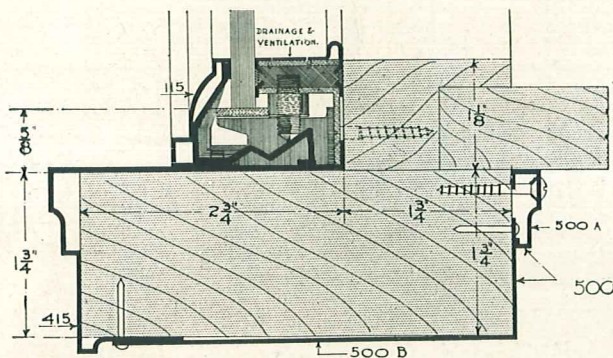 DRAINAGE &
VENTILATION.
115
5"
8
1"
1 8
2 3/4"
1 3/4"
1 3/4"
1 3/4"
500 A
500
415
500 B